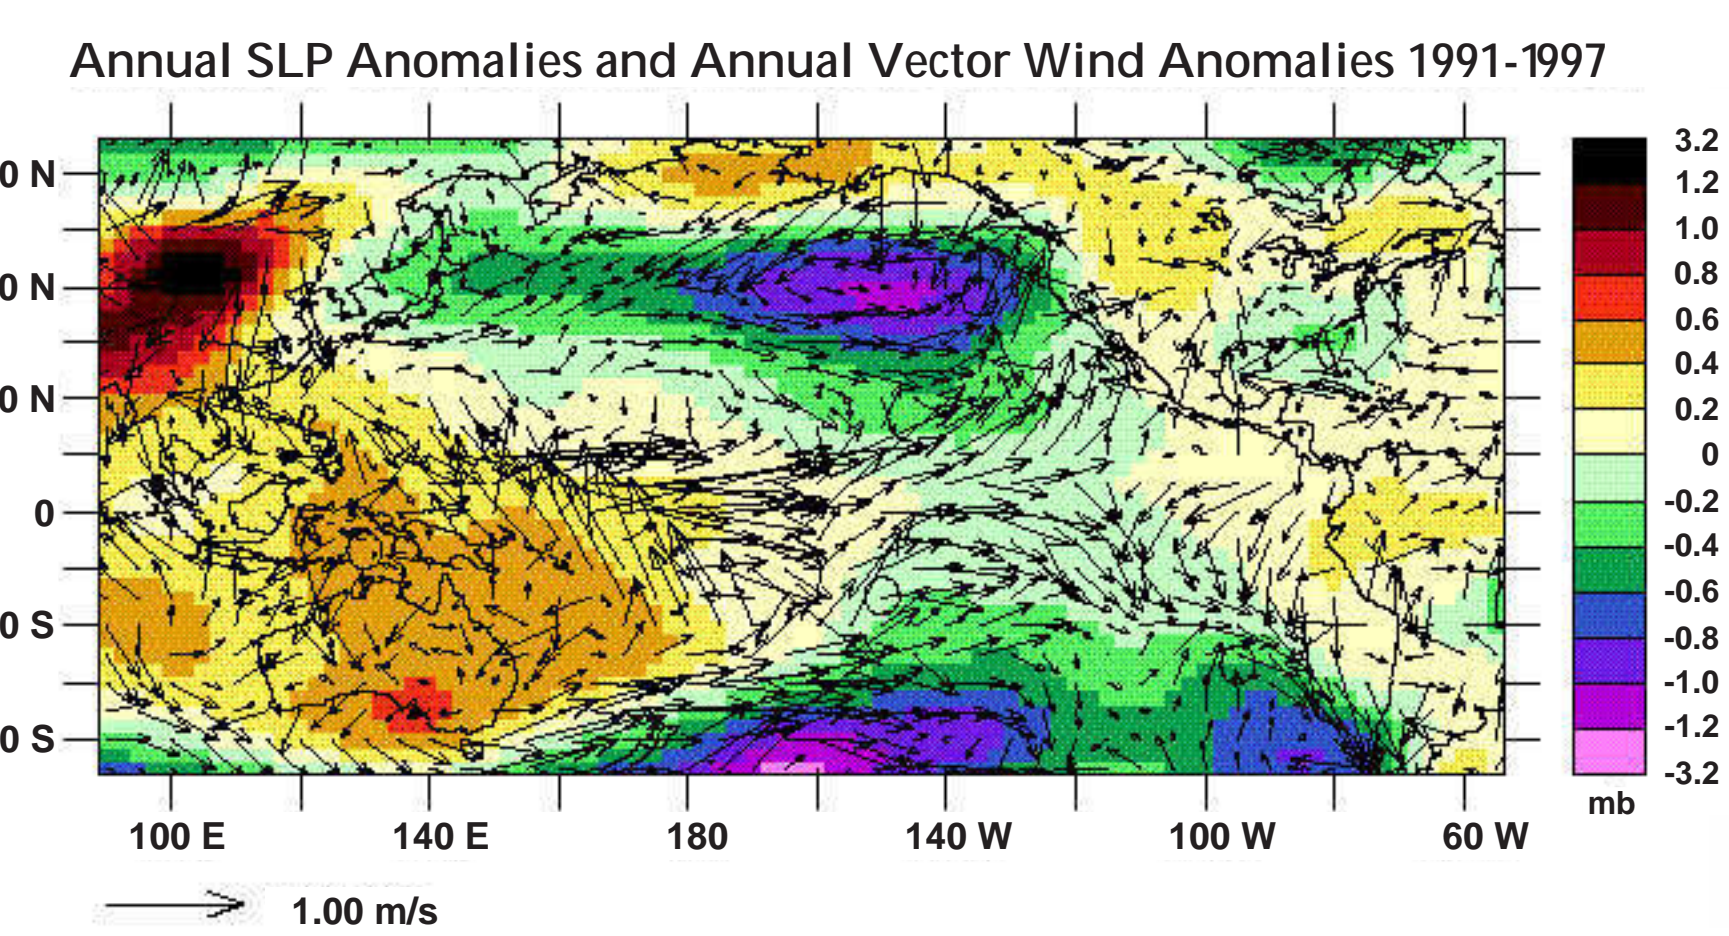 Annual SLP Anomalies and Annual Vector Wind Anomalies 1991-1997
0 N
0 N
0 N
0
0 S
0 S
100 E 140 E 180 140 W 100 W 60 W
3.2
1.2
1.0
0.8
0.6
0.4
0.2
0
-0.2
-0.4
-0.6
-0.8
-1.0
-1.2
-3.2
mb
1.00 m/s